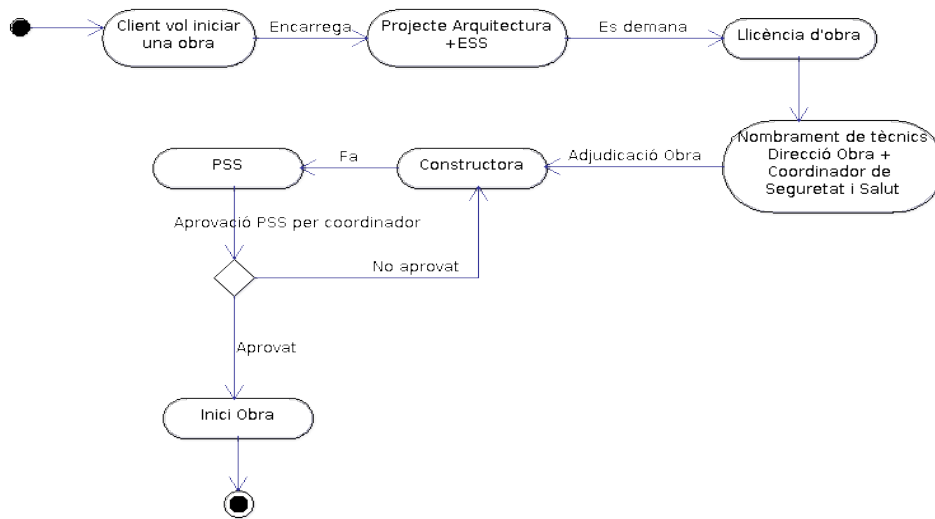 Client vol iniciar
una obra
Encarrega
Projecte Arquitectura
+ESS
Es demana
Llicència d'obra
Nombrament de tècnics
Direcció Obra +
Coordinador de
Seguretat i Salut
Adjudicació Obra
Constructora
Fa
PSS
Aprovació PSS per coordinador
No aprovat
Aprovat
Inici Obra